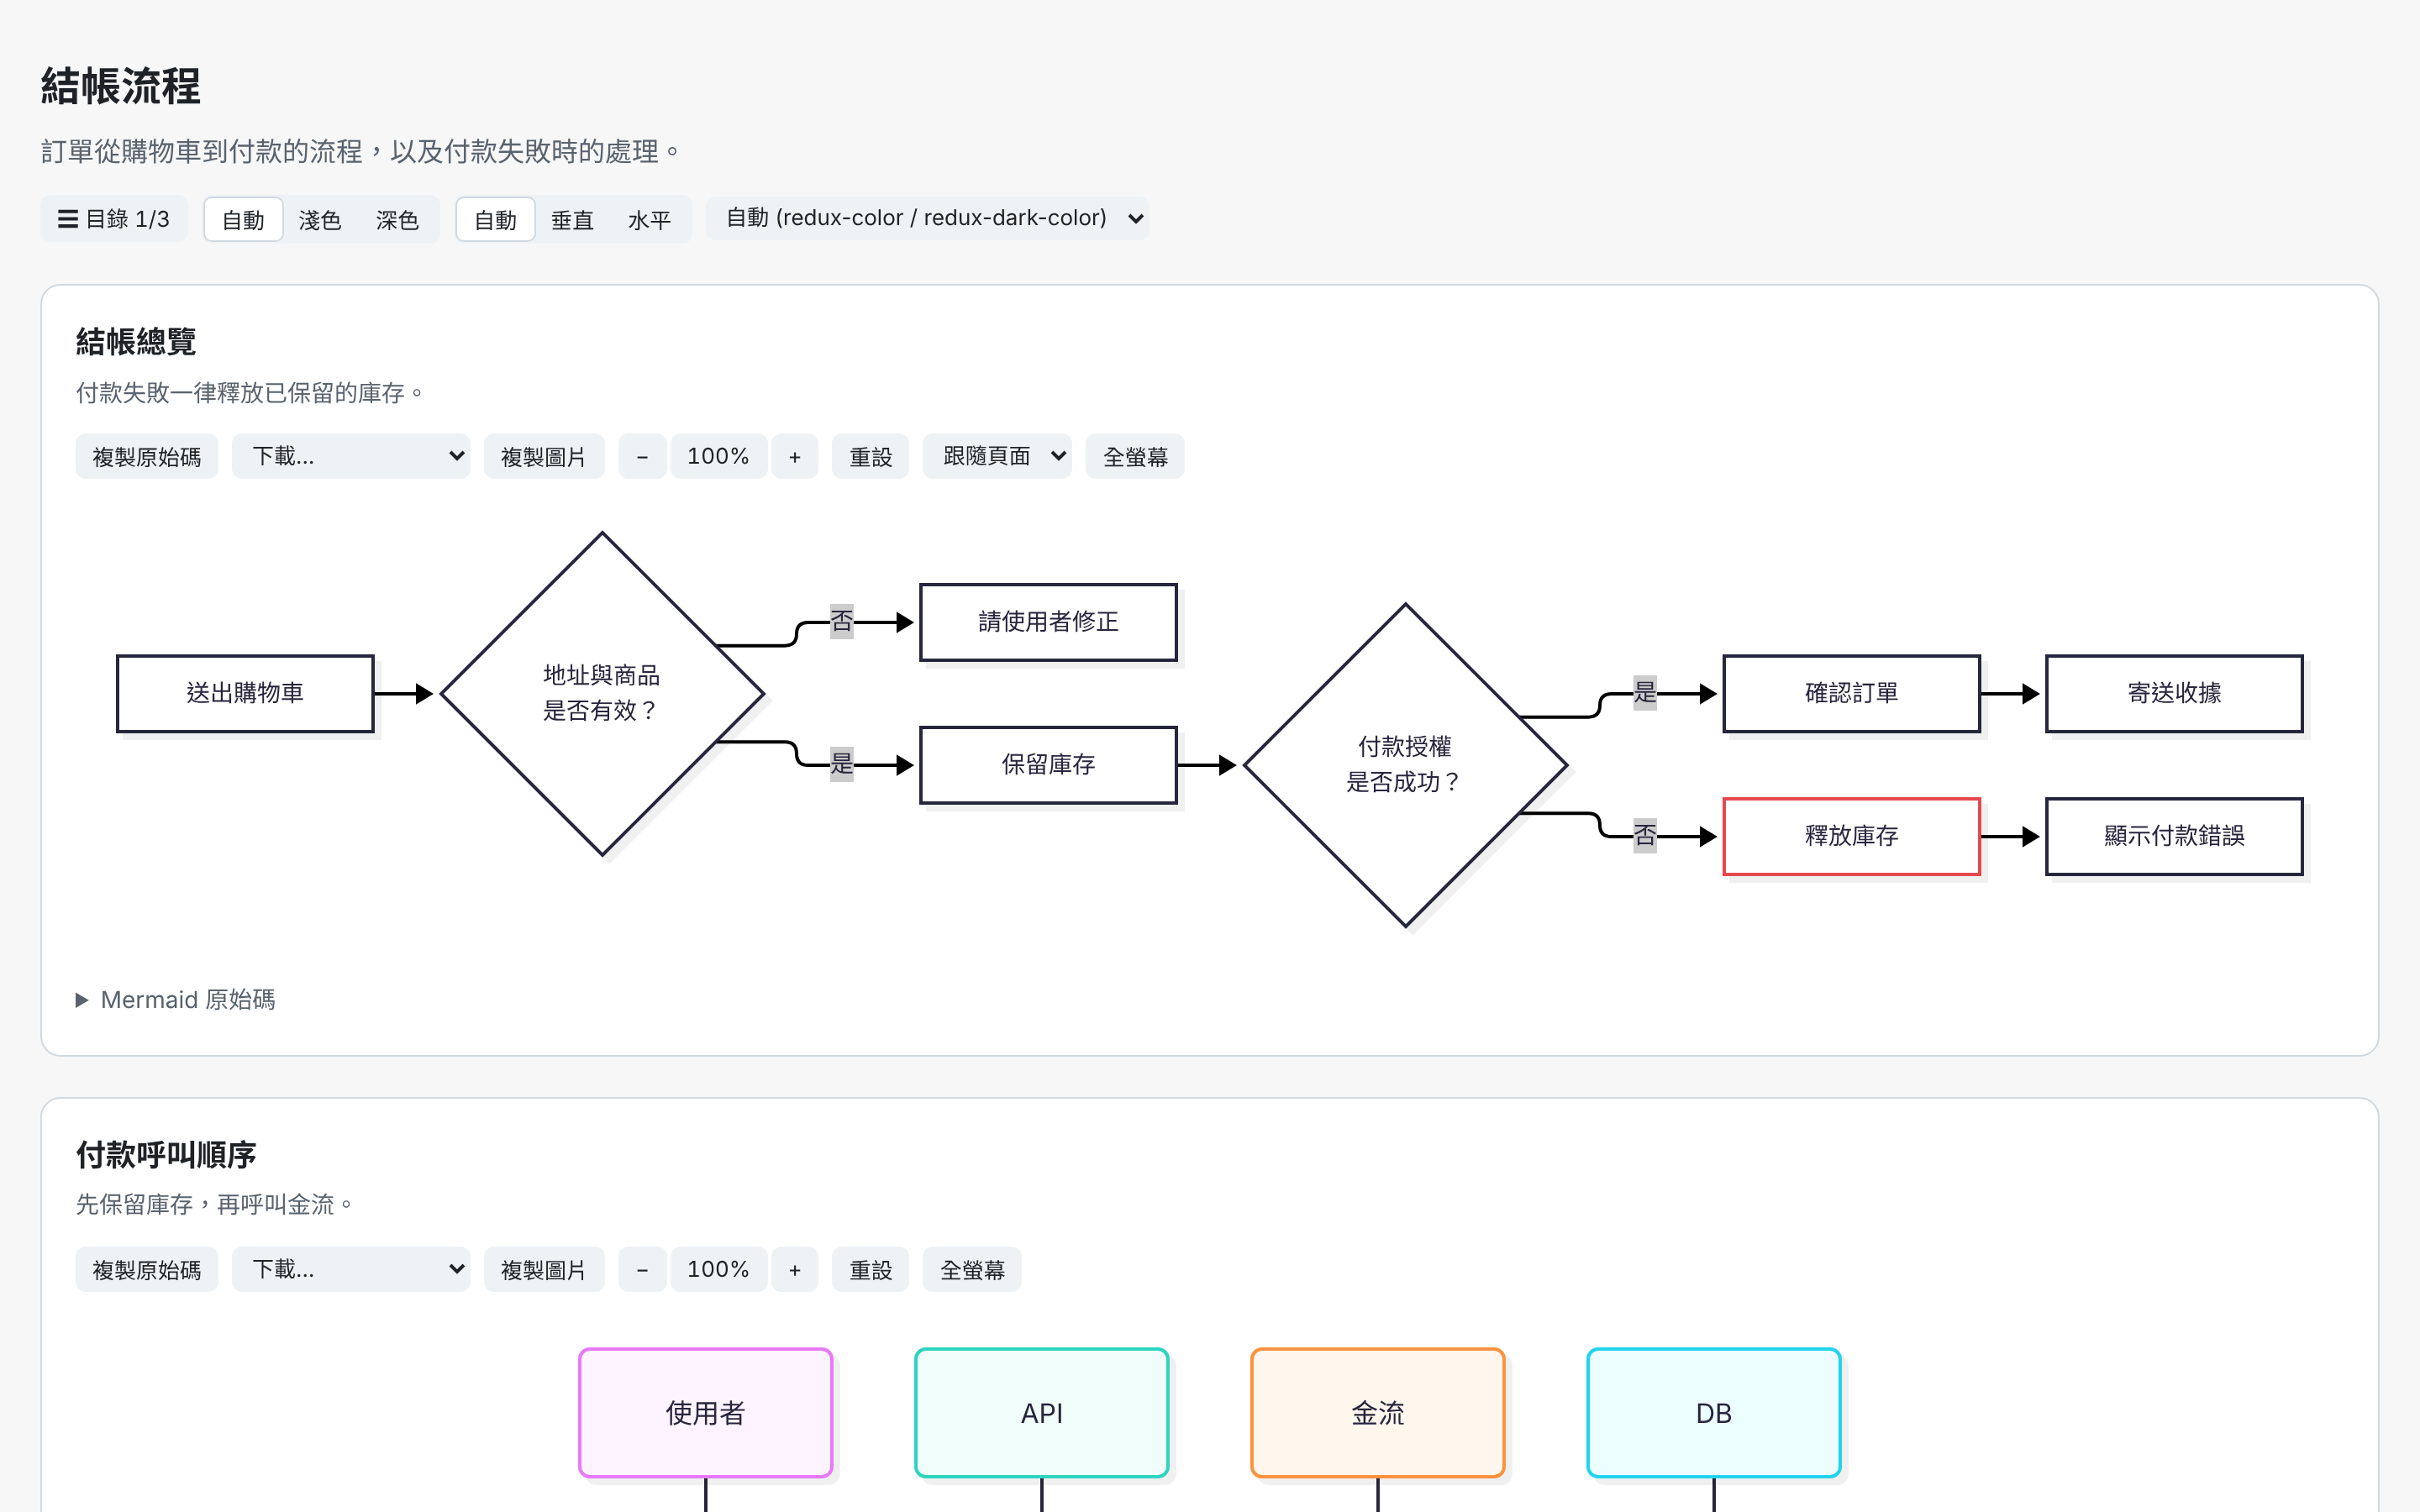 結帳流程
訂單從購物車到付款的流程，以及付款失敗時的處理。
☰ 目錄 1/3 自動 淺色 深色 自動 垂直 水平 自動 (redux-color / redux-dark-color)
結帳總覽
付款失敗一律釋放已保留的庫存。
複製原始碼 下載... 複製圖片 − 100% + 重設 跟隨頁面 全螢幕
送出購物車
地址與商品
是否有效？
否
請使用者修正
是
保留庫存
付款授權
是否成功？
是
確認訂單
寄送收據
否
釋放庫存
顯示付款錯誤
▶ Mermaid 原始碼
付款呼叫順序
先保留庫存，再呼叫金流。
複製原始碼 下載... 複製圖片 − 100% + 重設 全螢幕
使用者
API
金流
DB